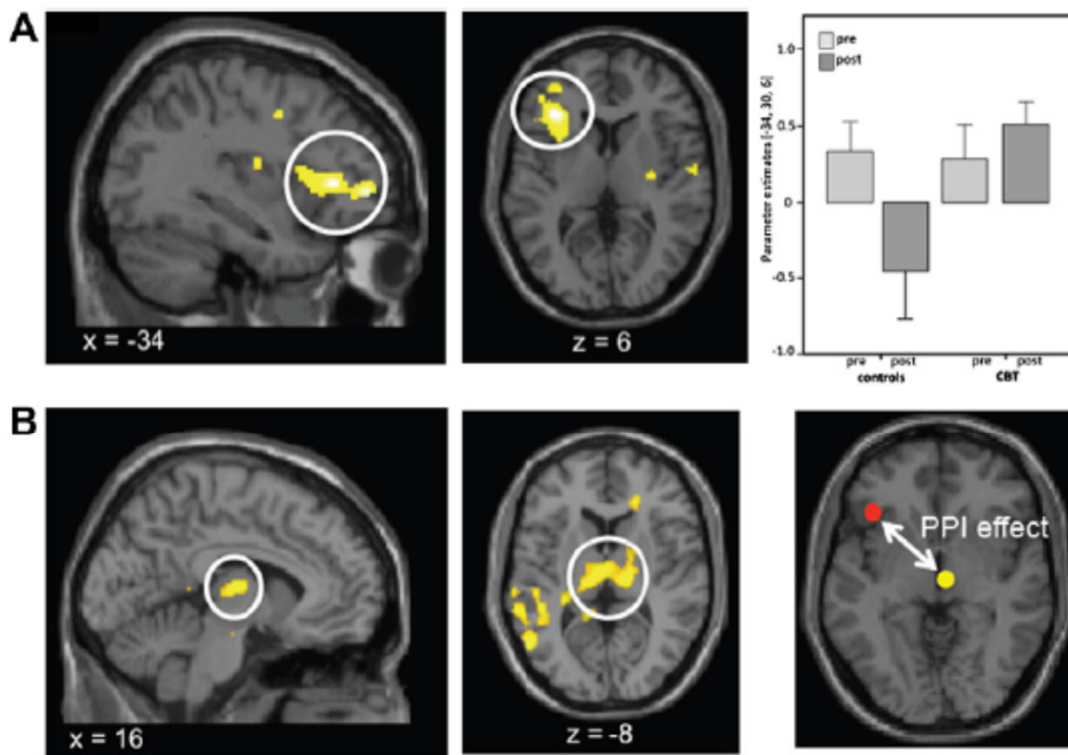 A
x = -34
z = 6
Parameter estimates [-34, 30, 6]
1.0
0.5
0
-0.5
-1.0
pre
post
pre post pre post
controls CBT
B
x = 16
z = -8
PPI effect